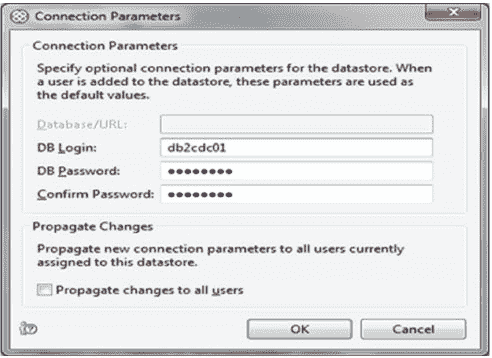 Connection Parameters
Connection Parameters
Specify optional connection parameters for the datastore. When
a user is added to the datastore, these parameters are used as
the default values.
Database/URL:
DB Login: db2cdc01
DB Password: ●●●●●●●●
Confirm Password: ●●●●●●●●
Propagate Changes
Propagate new connection parameters to all users currently
assigned to this datastore.
Propagate changes to all users
OK Cancel